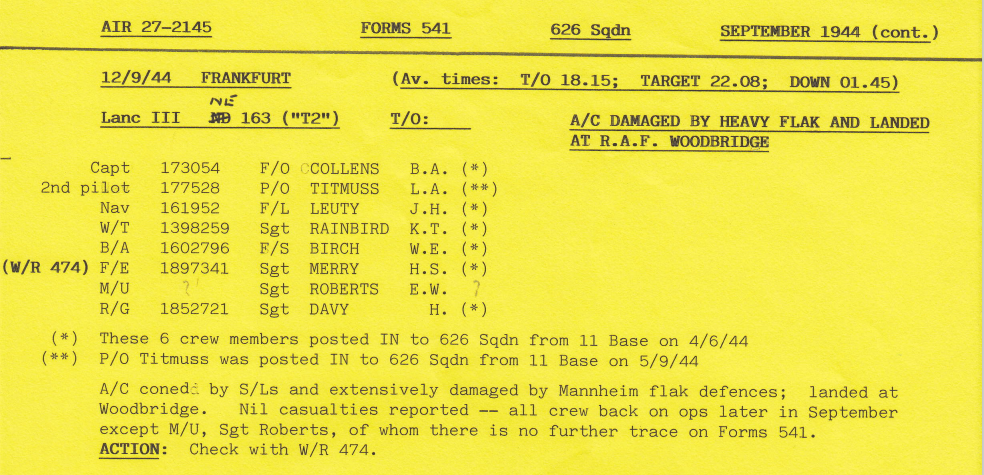 AIR 27-2145 FORMS 541 626 Sqdn SEPTEMBER 1944 (cont.)
12/9/44 FRANKFURT (Av. times: T/O 18.15; TARGET 22.08; DOWN 01.45)
NE
Lanc III 163 ("T2") T/O: A/C DAMAGED BY HEAVY FLAK AND LANDED
AT R.A.F. WOODBRIDGE
Capt 173054 F/O COLLENS B.A. (*)
2nd pilot 177528 P/O TITMUSS L.A. (**)
Nav 161952 F/L LEUTY J.H. (*)
W/T 1398259 Sgt RAINBIRD K.T. (*)
B/A 1602796 F/S BIRCH W.E. (*)
(W/R 474) F/E 1897341 Sgt MERRY H.S. (*)
M/U ? Sgt ROBERTS E.W. ?
R/G 1852721 Sgt DAVY H. (*)
(*) These 6 crew members posted IN to 626 Sqdn from 11 Base on 4/6/44
(**) P/O Titmuss was posted IN to 626 Sqdn from 11 Base on 5/9/44
A/C coned by S/Ls and extensively damaged by Mannheim flak defences; landed at
Woodbridge. Nil casualties reported -- all crew back on ops later in September
except M/U, Sgt Roberts, of whom there is no further trace on Forms 541.
ACTION: Check with W/R 474.